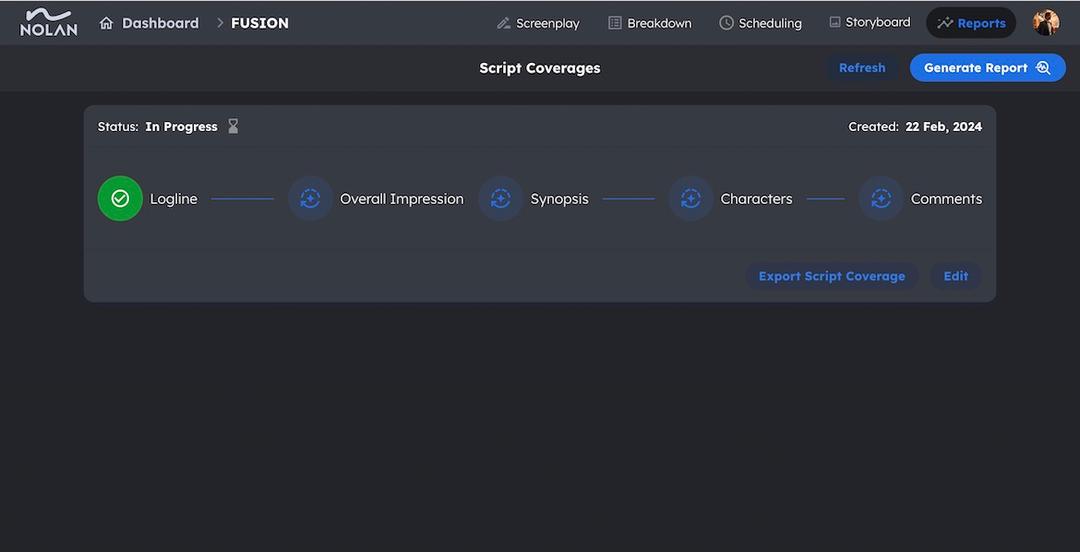 NOLAN
Dashboard > FUSION
Screenplay
Breakdown
Scheduling
Storyboard
Reports
Script Coverages
Refresh
Generate Report
Status: In Progress
Created: 22 Feb, 2024
Logline
Overall Impression
Synopsis
Characters
Comments
Export Script Coverage
Edit